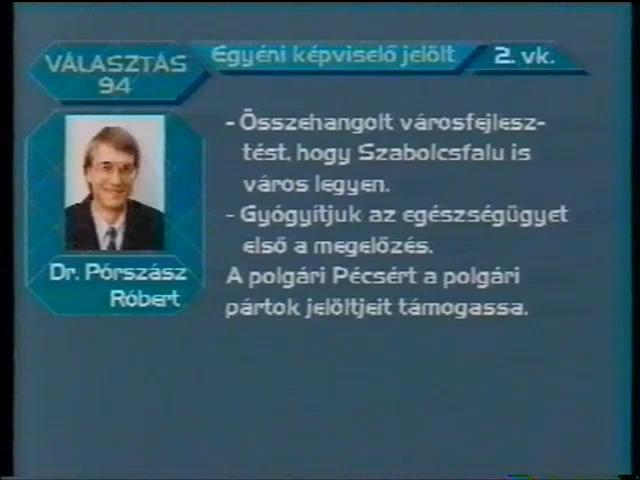 VÁLASZTÁS
94
Egyéni képviselő jelölt
2. vk.
Dr. Pórszász
Róbert
- Összehangolt városfejlesz-
tést, hogy Szabolcsfalu is
város legyen.
- Gyógyítjuk az egészségügyet
első a megelőzés.
A polgári Pécsért a polgári
pártok jelöltjeit támogassa.